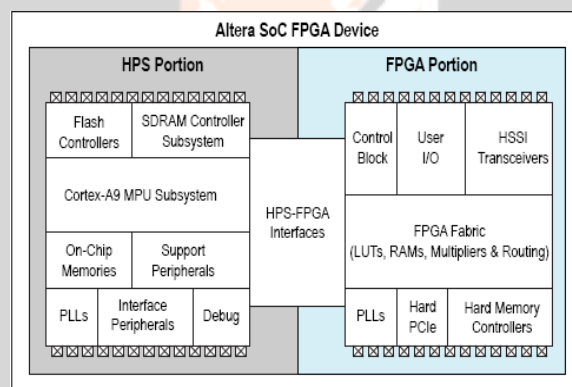 Altera SoC FPGA Device
HPS Portion
Flash
Controllers
SDRAM Controller
Subsystem
Cortex-A9 MPU Subsystem
On-Chip
Memories
Support
Peripherals
PLLs
Interface
Peripherals
Debug
HPS-FPGA
Interfaces
FPGA Portion
Control
Block
User
I/O
HSSI
Transceivers
FPGA Fabric
(LUTs, RAMs, Multipliers & Routing)
PLLs
Hard
PCIe
Hard Memory
Controllers